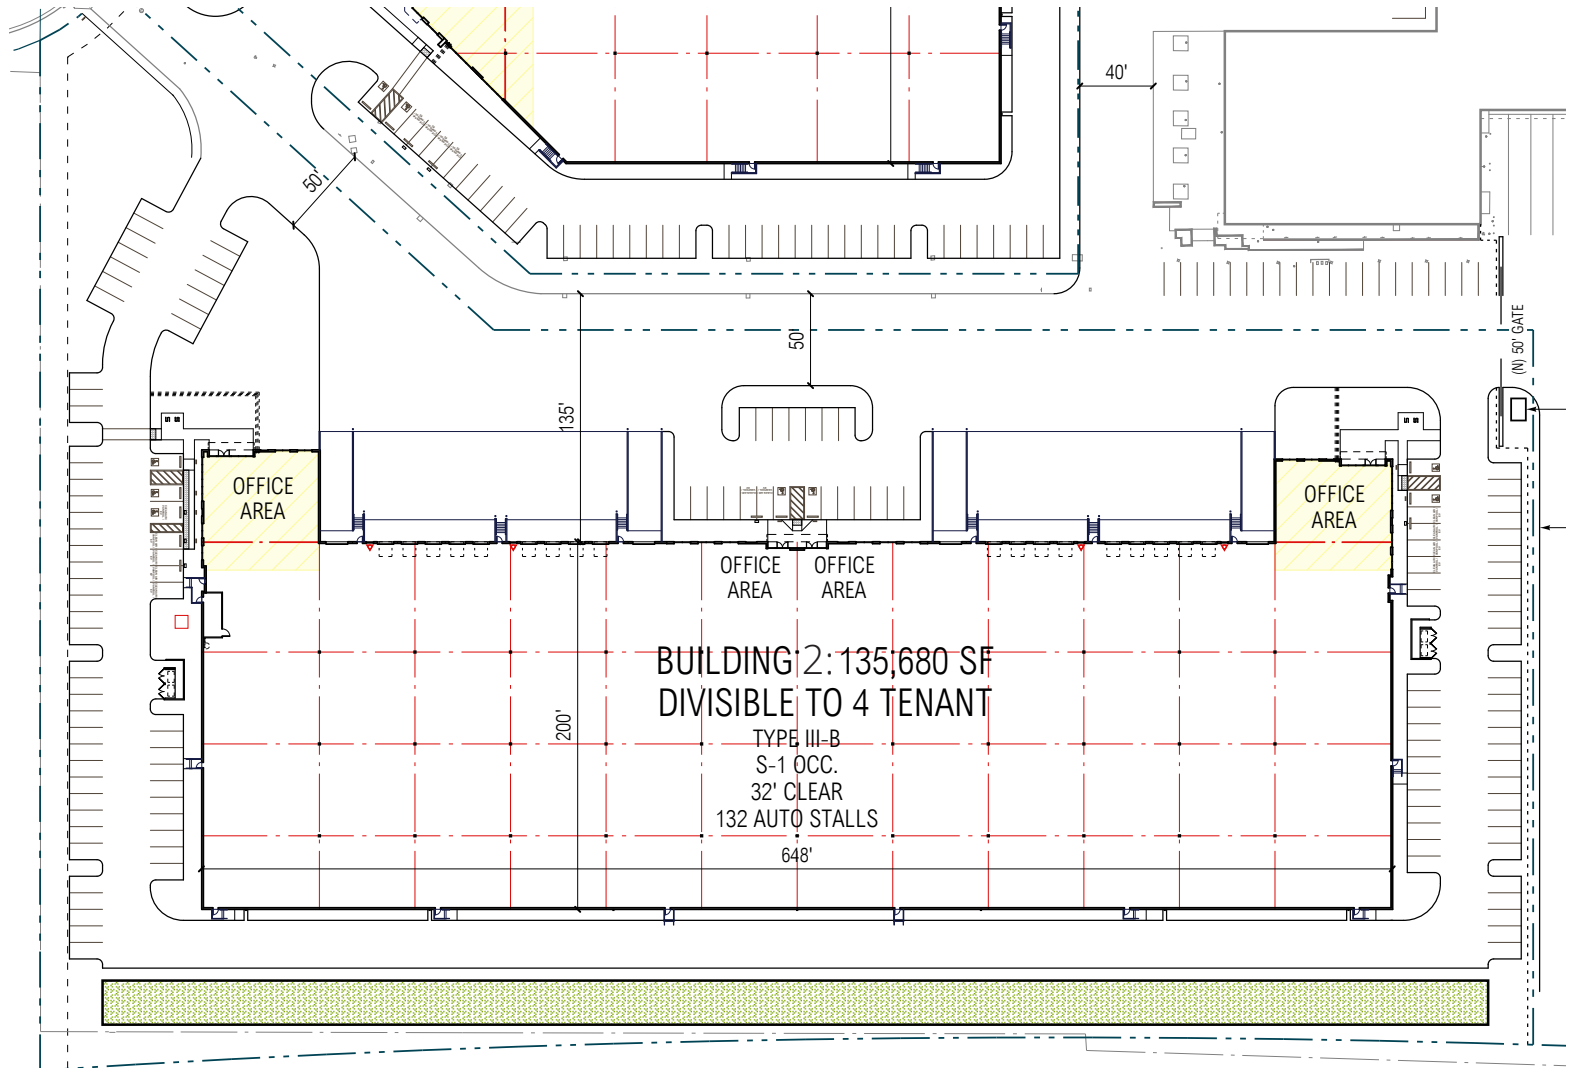 40'
50'
50'
(N) 50' GATE
135'
OFFICE
AREA
OFFICE
AREA
OFFICE
AREA
OFFICE
AREA
BUILDING 2: 135,680 SF
DIVISIBLE TO 4 TENANT
200'
TYPE III-B
S-1 OCC.
32' CLEAR
132 AUTO STALLS
648'